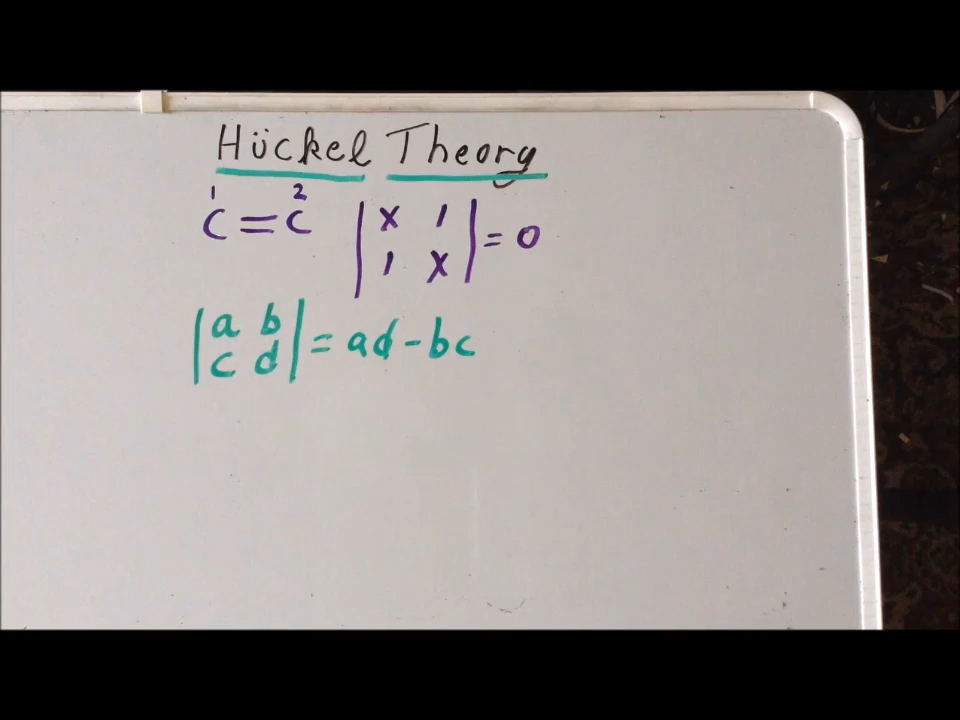 Hückel Theory
1 2
C=C |x 1|
|1 x| = 0
|a b|
|c d| = ad-bc